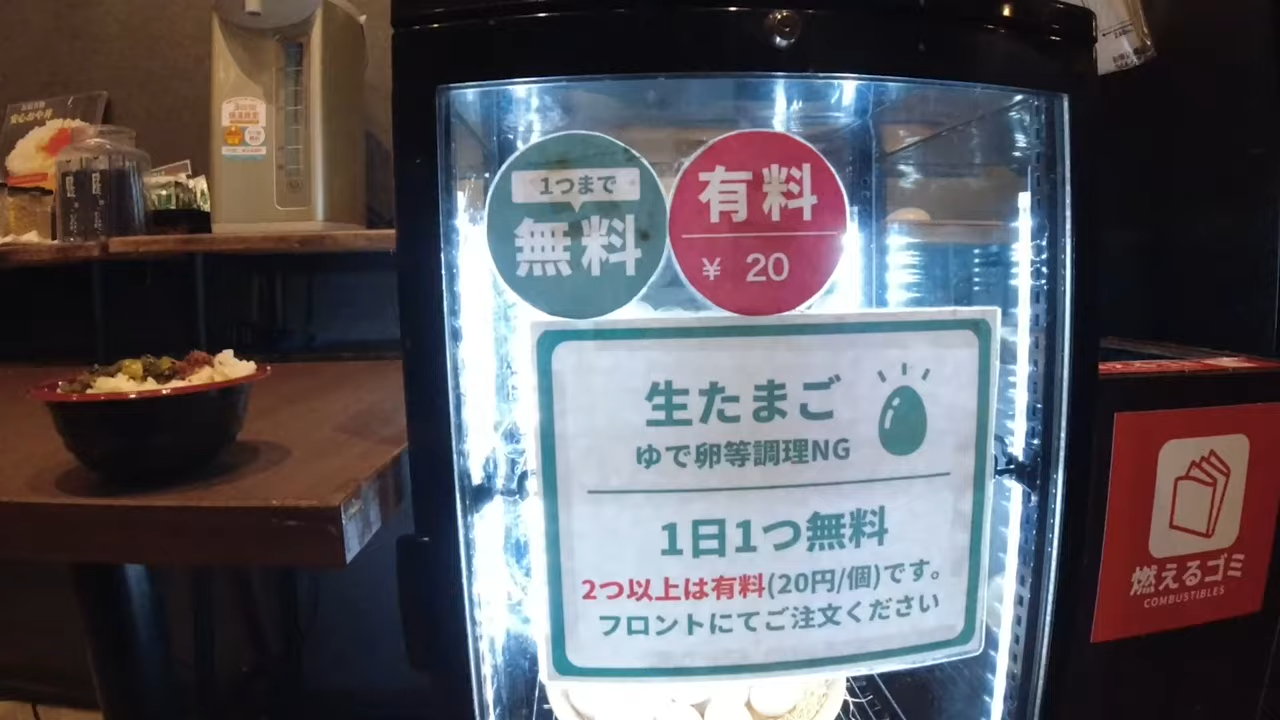 1つまで
無料
有料
¥ 20
生たまご
ゆで卵等調理NG
1日1つ無料
2つ以上は有料(20円/個)です。
フロントにてご注文ください
燃えるゴミ
COMBUSTIBLES